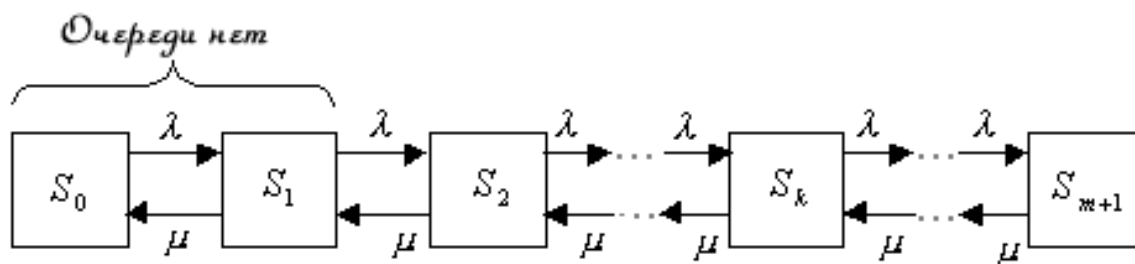 Очереди нет
λ λ λ ... λ λ ... λ
S₀ S₁ S₂ Sₖ Sₘ₊₁
μ μ μ ... μ μ ... μ